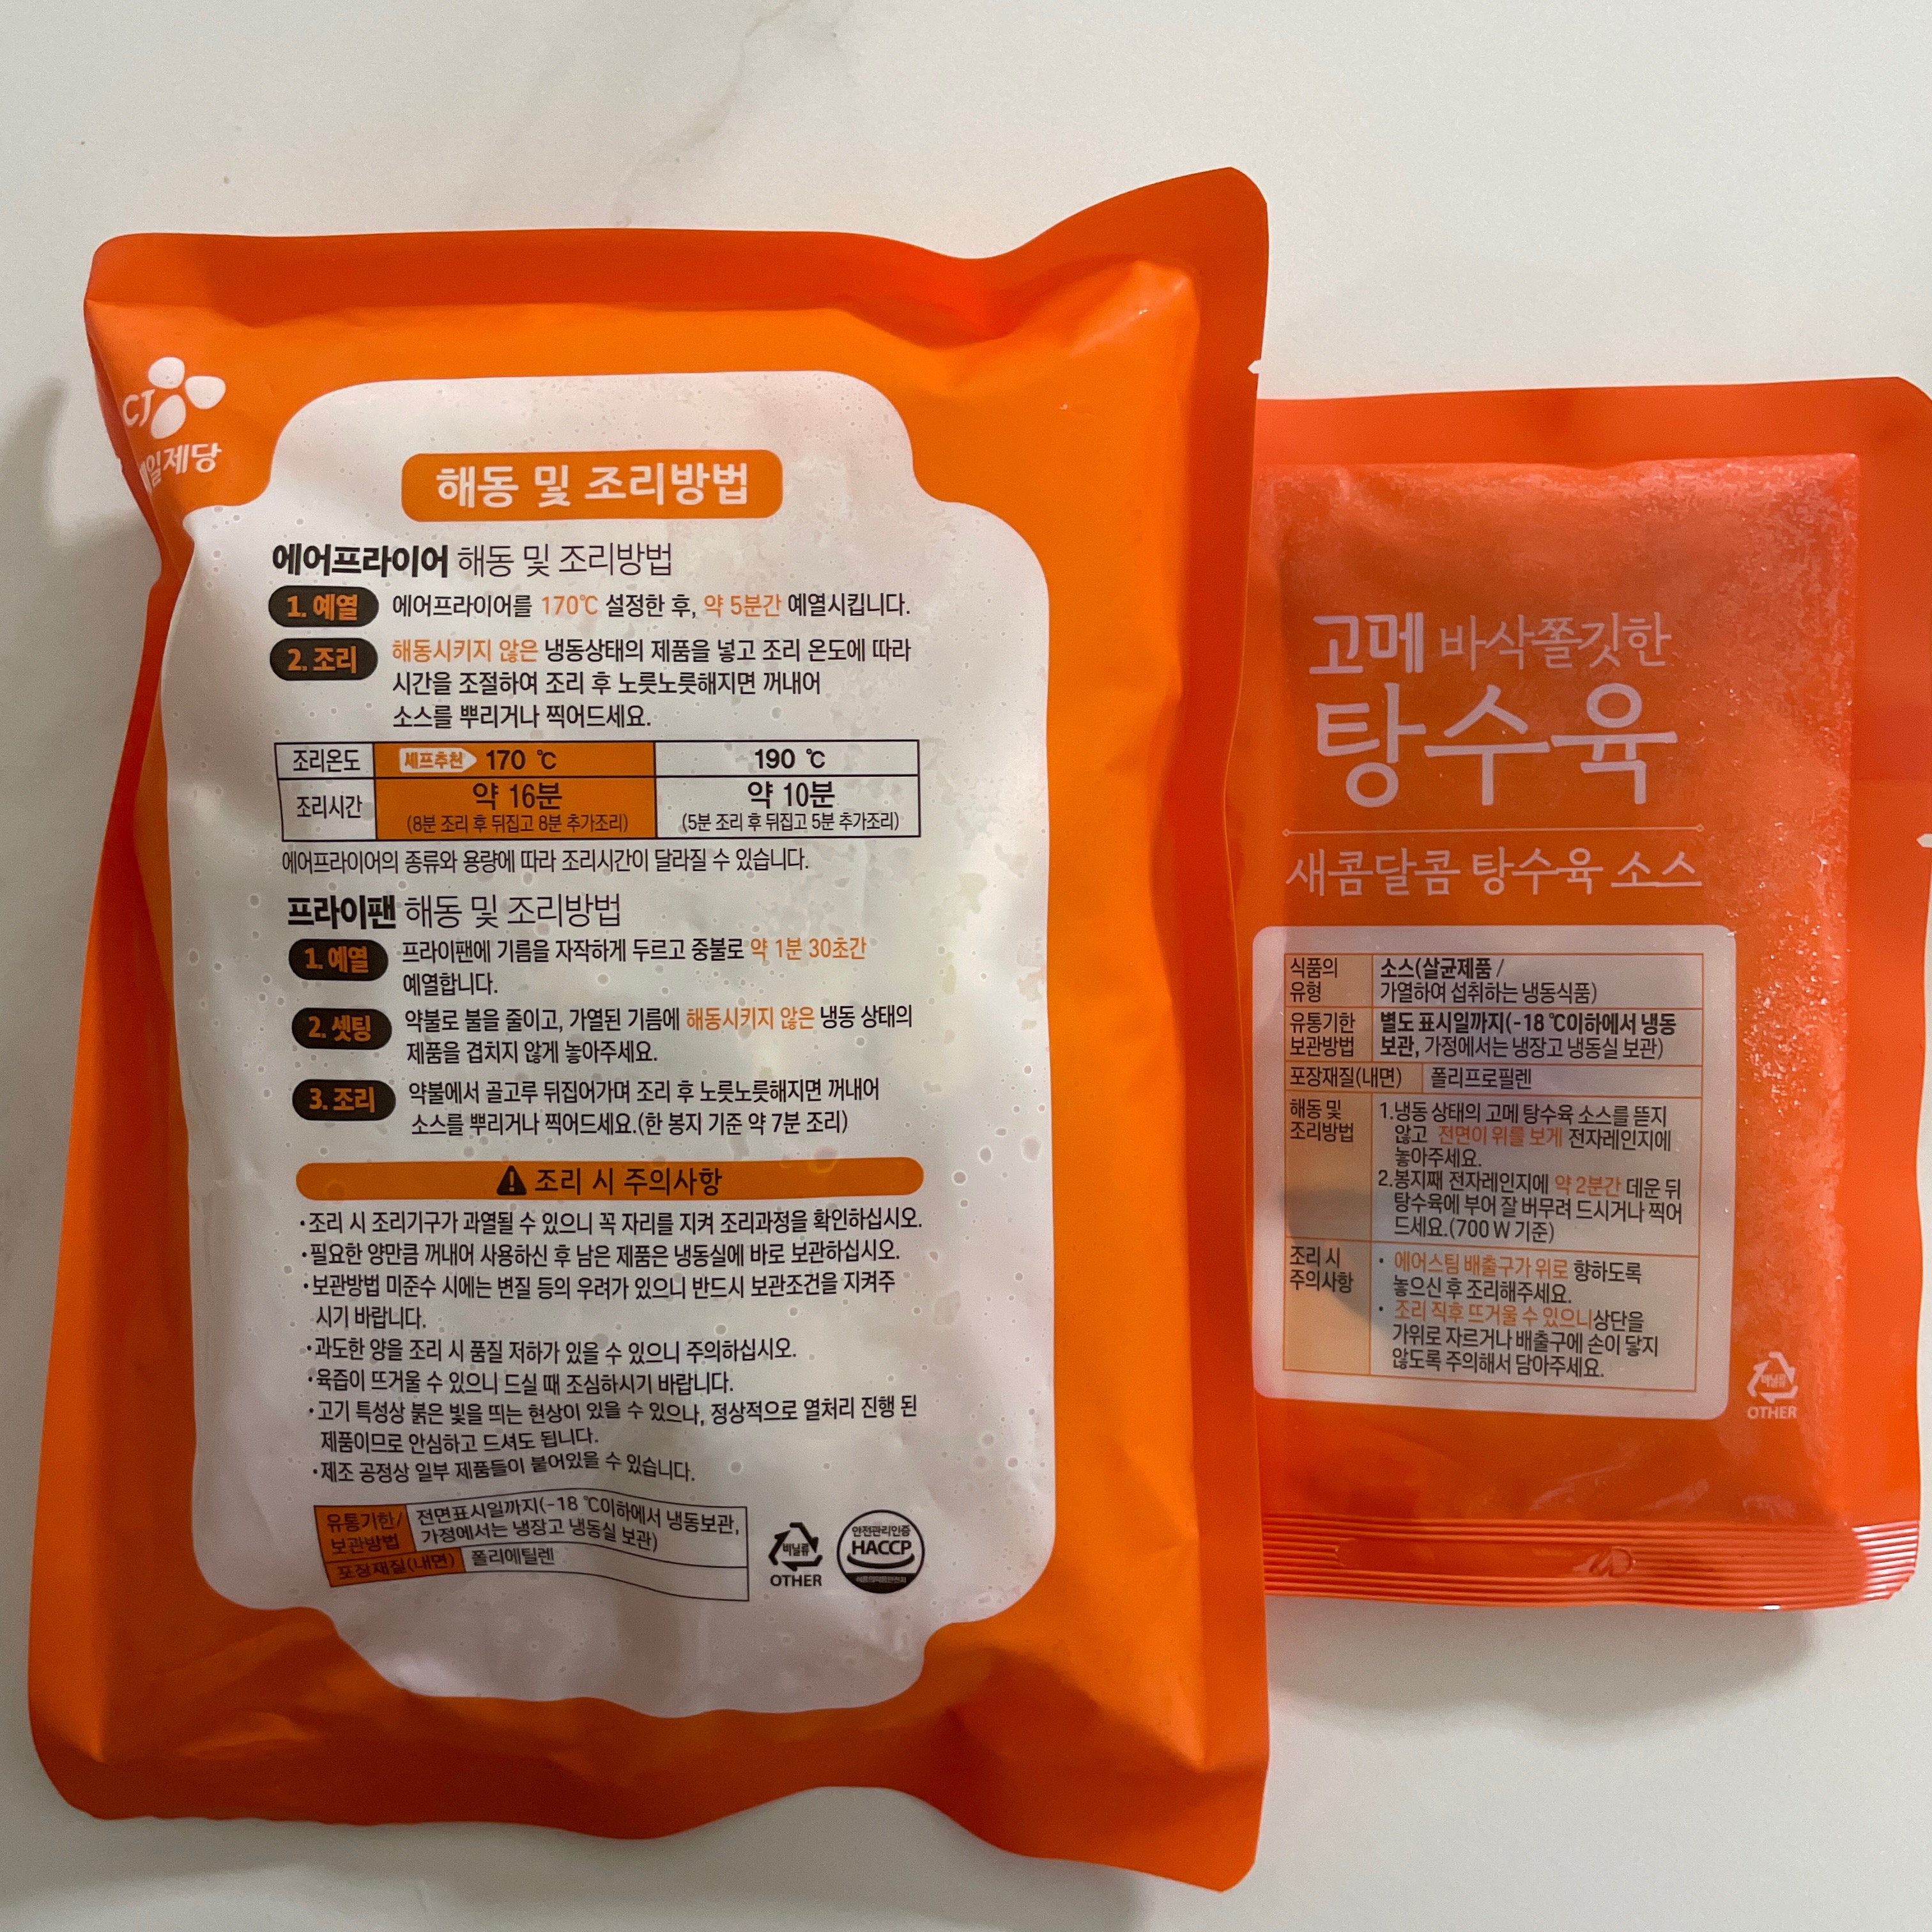 CJ
제일제당
해동 및 조리방법
에어프라이어 해동 및 조리방법
1. 예열 에어프라이어를 170℃ 설정한 후, 약 5분간 예열시킵니다.
2. 조리 해동시키지 않은 냉동상태의 제품을 넣고 조리 온도에 따라
시간을 조절하여 조리 후 노릇노릇해지면 꺼내어
소스를 뿌리거나 찍어드세요.
조리온도 셰프추천 170 ℃ 190 ℃
조리시간 약 16분 약 10분
(8분 조리 후 뒤집고 8분 추가조리) (5분 조리 후 뒤집고 5분 추가조리)
에어프라이어의 종류와 용량에 따라 조리시간이 달라질 수 있습니다.
프라이팬 해동 및 조리방법
1. 예열 프라이팬에 기름을 자작하게 두르고 중불로 약 1분 30초간
예열합니다.
2. 셋팅 약불로 불을 줄이고, 가열된 기름에 해동시키지 않은 냉동 상태의
제품을 겹치지 않게 놓아주세요.
3. 조리 약불에서 골고루 뒤집어가며 조리 후 노릇노릇해지면 꺼내어
소스를 뿌리거나 찍어드세요.(한 봉지 기준 약 7분 조리)
조리 시 주의사항
•조리 시 조리기구가 과열될 수 있으니 꼭 자리를 지켜 조리과정을 확인하십시오.
•필요한 양만큼 꺼내어 사용하신 후 남은 제품은 냉동실에 바로 보관하십시오.
•보관방법 미준수 시에는 변질 등의 우려가 있으니 반드시 보관조건을 지켜주
시기 바랍니다.
•과도한 양을 조리 시 품질 저하가 있을 수 있으니 주의하십시오.
•육즙이 뜨거울 수 있으니 드실 때 조심하시기 바랍니다.
•고기 특성상 붉은 빛을 띄는 현상이 있을 수 있으나, 정상적으로 열처리 진행 된
제품이므로 안심하고 드셔도 됩니다.
•제조 공정상 일부 제품들이 붙어있을 수 있습니다.
유통기한/ 전면표시일까지(-18 ℃이하에서 냉동보관,
보관방법 가정에서는 냉장고 냉동실 보관)
포장재질(내면) 폴리에틸렌
비닐류
OTHER
안전관리인증
HACCP
고메 바삭쫄깃한
탕수육
새콤달콤 탕수육 소스
식품의 소스(살균제품 /
유형 가열하여 섭취하는 냉동식품)
유통기한 별도 표시일까지(-18 ℃이하에서 냉동
보관방법 보관, 가정에서는 냉장고 냉동실 보관)
포장재질(내면) 폴리프로필렌
해동 및 1.냉동 상태의 고메 탕수육 소스를 뜯지
조리방법 않고 전면이 위를 보게 전자레인지에
놓아주세요.
2.봉지째 전자레인지에 약 2분간 데운 뒤
탕수육에 부어 잘 버무려 드시거나 찍어
드세요.(700 W 기준)
조리 시 • 에어스팀 배출구가 위로 향하도록
주의사항 놓으신 후 조리해주세요.
• 조리 직후 뜨거울 수 있으니상단을
가위로 자르거나 배출구에 손이 닿지
않도록 주의해서 담아주세요.
비닐류
OTHER